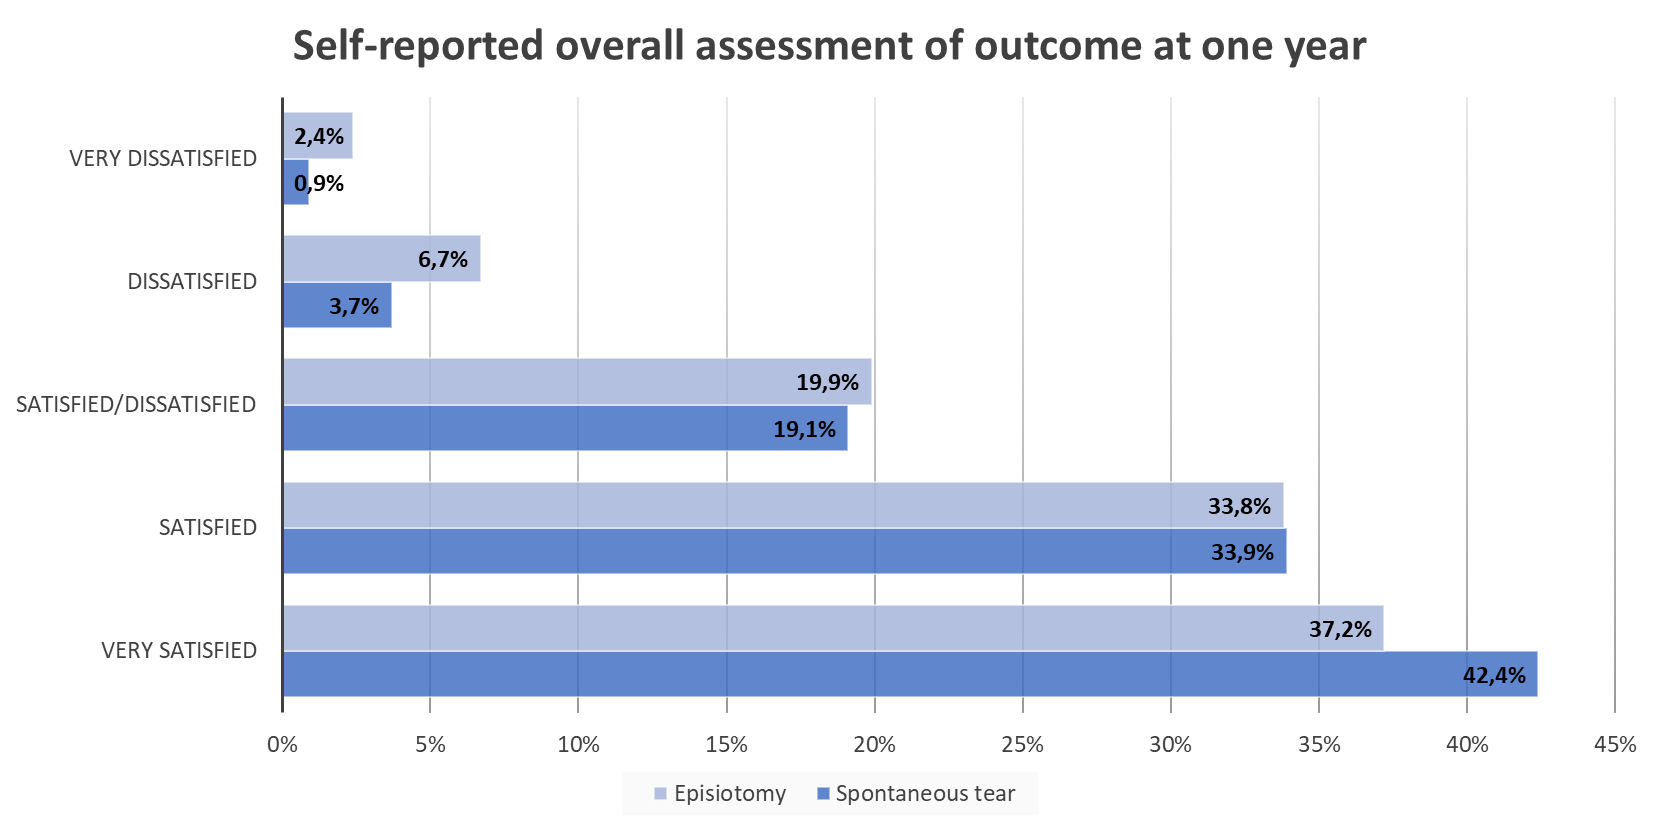 Self-reported overall assessment of outcome at one year
VERY DISSATISFIED
2,4%
0,9%
DISSATISFIED
6,7%
3,7%
SATISFIED/DISSATISFIED
19,9%
19,1%
SATISFIED
33,8%
33,9%
VERY SATISFIED
37,2%
42,4%
0% 5% 10% 15% 20% 25% 30% 35% 40% 45%
Episiotomy Spontaneous tear